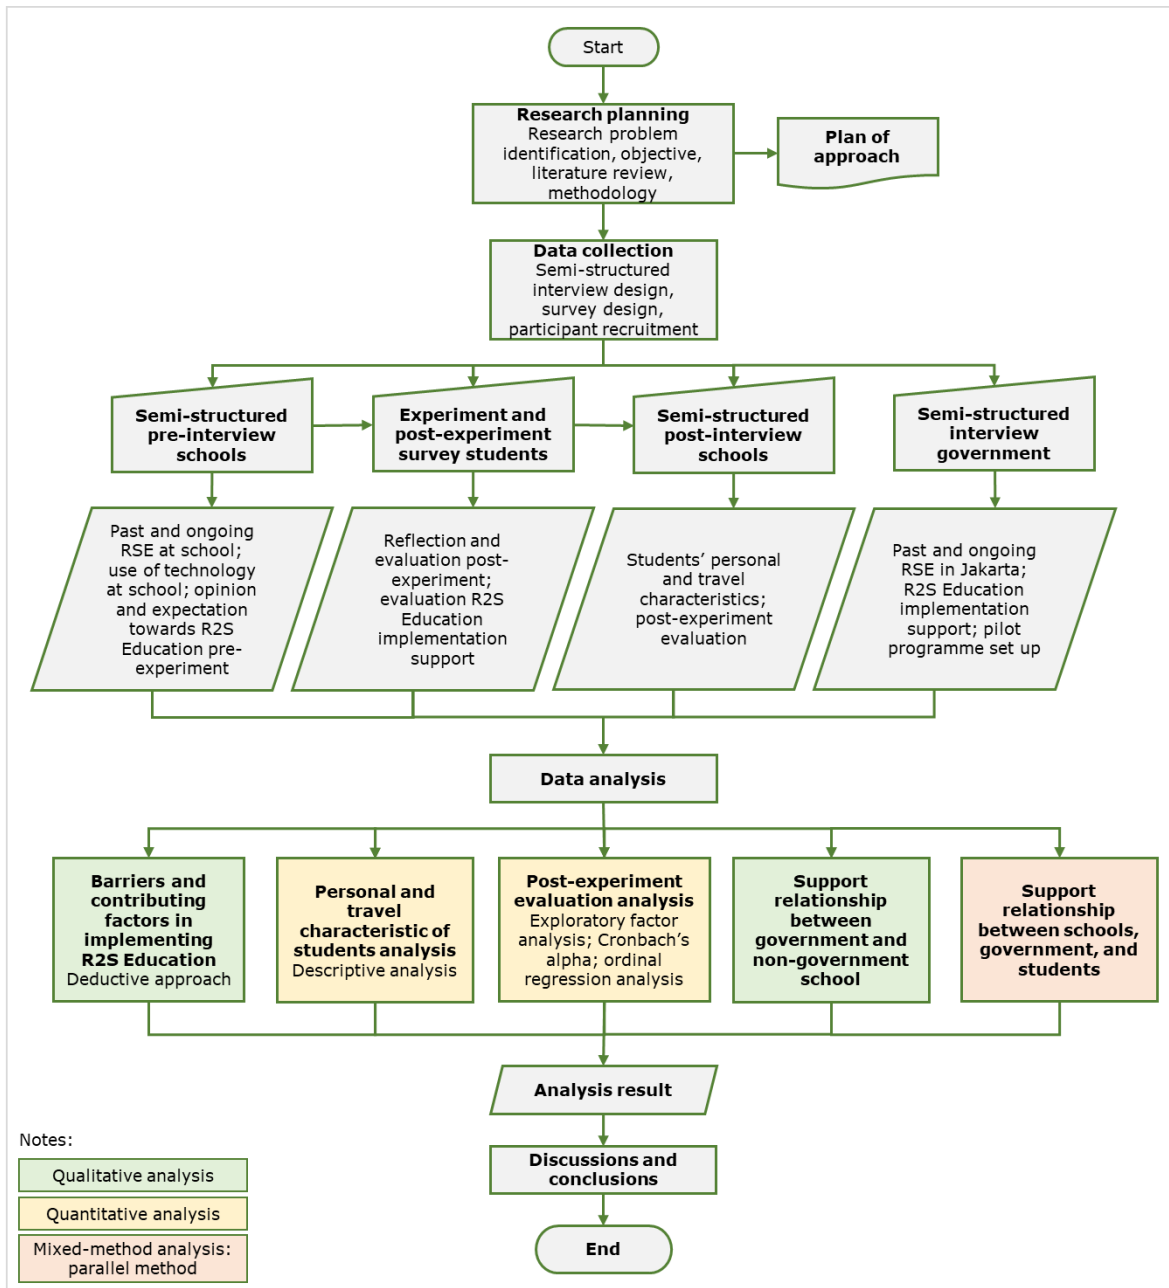 Start
Research planning
Research problem
identification, objective,
literature review,
methodology
Plan of
approach
Data collection
Semi-structured
interview design,
survey design,
participant recruitment
Semi-structured
pre-interview
schools
Experiment and
post-experiment
survey students
Semi-structured
post-interview
schools
Semi-structured
interview
government
Past and ongoing
RSE at school;
use of technology
at school; opinion
and expectation
towards R2S
Education pre-
experiment
Reflection and
evaluation post-
experiment;
evaluation R2S
Education
implementation
support
Students’ personal
and travel
characteristics;
post-experiment
evaluation
Past and ongoing
RSE in Jakarta;
R2S Education
implementation
support; pilot
programme set up
Data analysis
Barriers and
contributing
factors in
implementing
R2S Education
Deductive approach
Personal and
travel
characteristic of
students analysis
Descriptive analysis
Post-experiment
evaluation analysis
Exploratory factor
analysis; Cronbach’s
alpha; ordinal
regression analysis
Support
relationship
between
government and
non-government
school
Support
relationship
between schools,
government, and
students
Analysis result
Discussions and
conclusions
End
Notes:
Qualitative analysis
Quantitative analysis
Mixed-method analysis:
parallel method